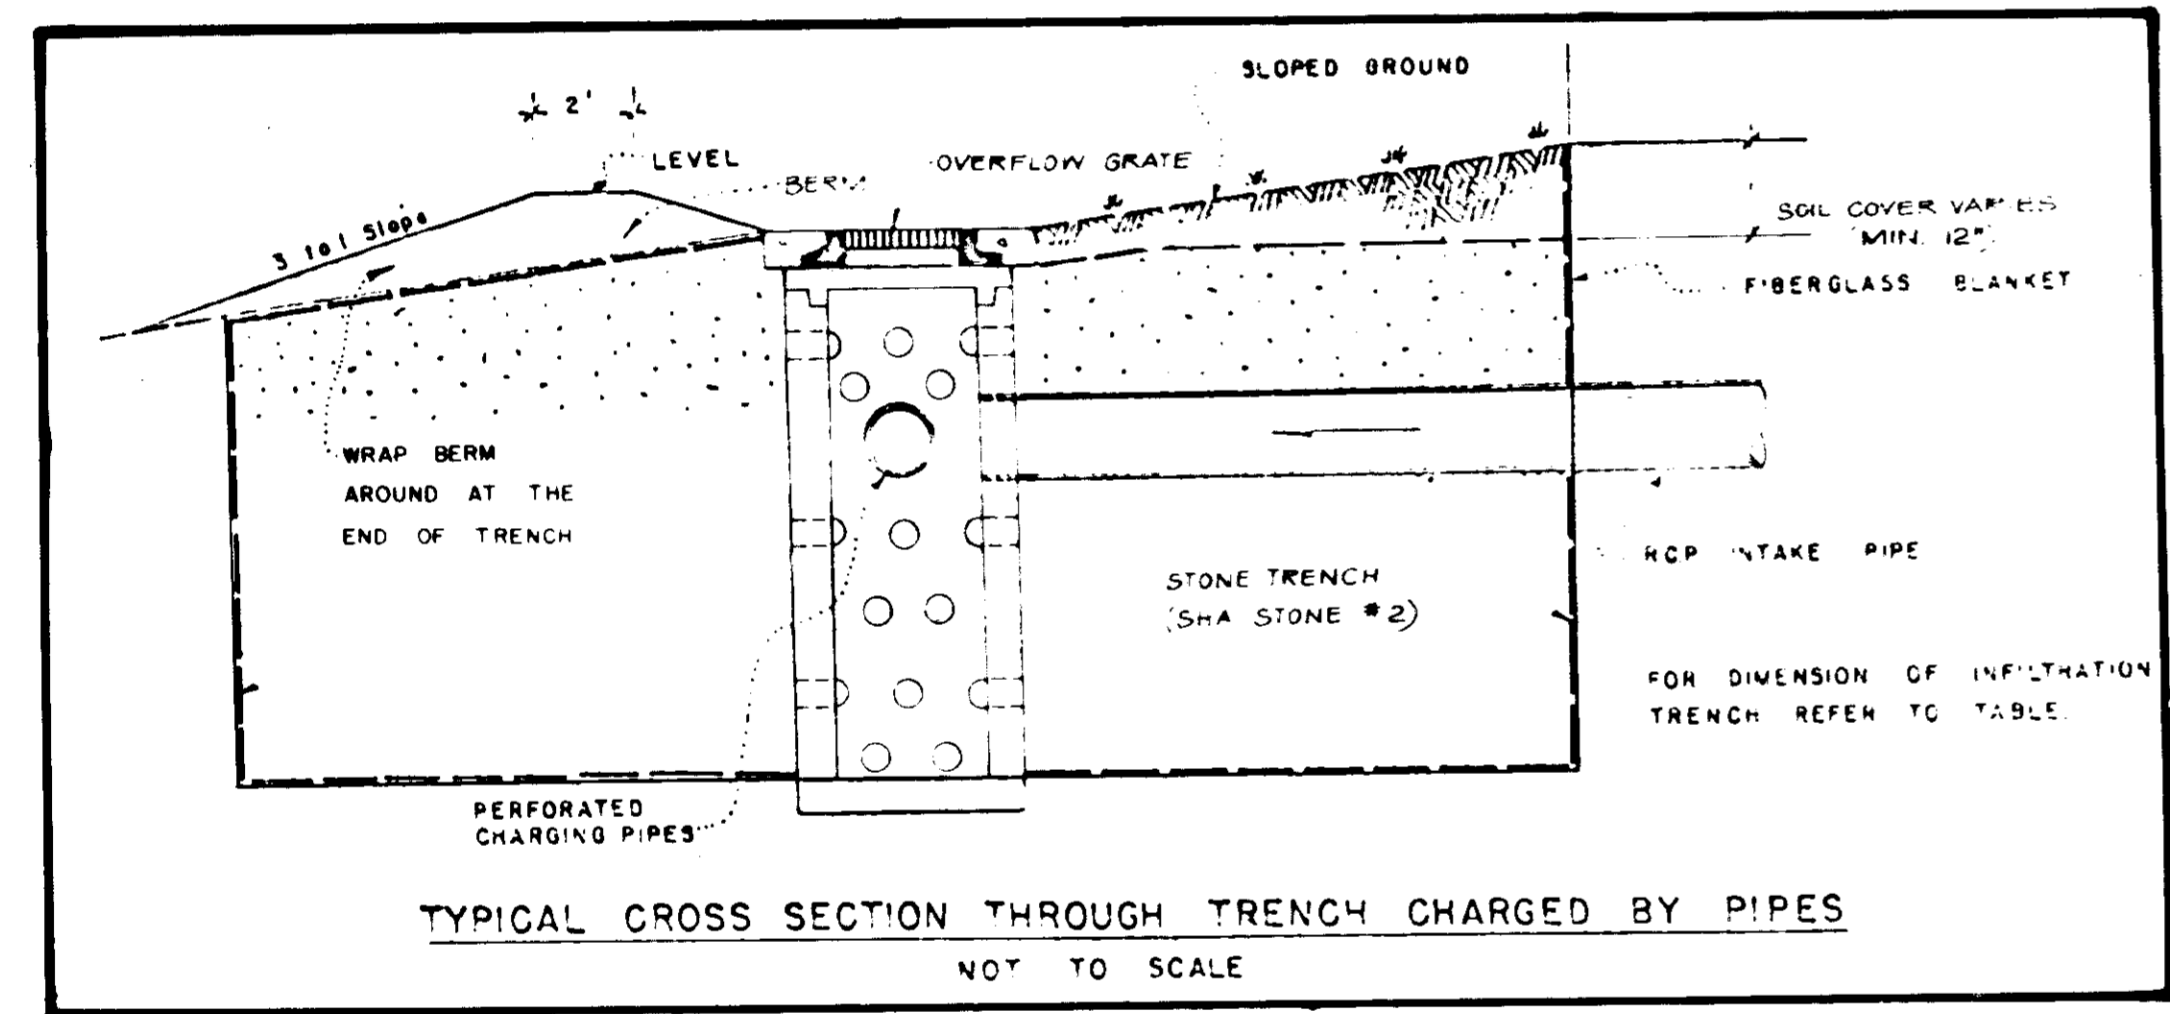 SLOPED GROUND
2'
LEVEL
OVERFLOW GRATE
BERM
3 to 1 Slope
SOIL COVER VARIES
(MIN. 12")
FIBERGLASS BLANKET
WRAP BERM
AROUND AT THE
END OF TRENCH
RCP INTAKE PIPE
STONE TRENCH
(SHA STONE #2)
FOR DIMENSION OF INFILTRATION
TRENCH REFER TO TABLE.
PERFORATED
CHARGING PIPES
TYPICAL CROSS SECTION THROUGH TRENCH CHARGED BY PIPES
NOT TO SCALE